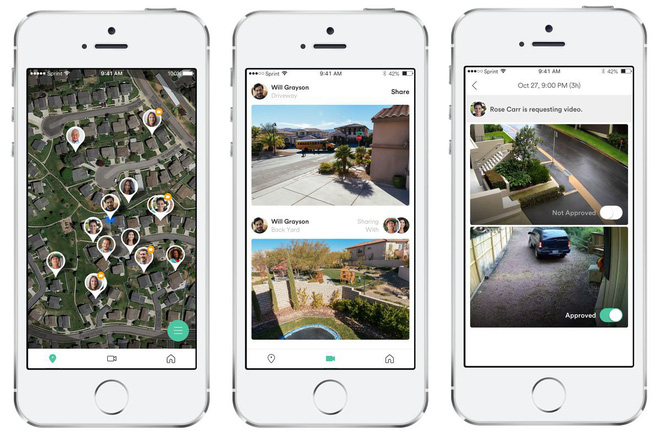 Sprint 9:41 AM 100%
Sprint 9:41 AM 42%
Will Grayson
Driveway
Share
Will Grayson
Back Yard
Sharing
With
Sprint 9:41 AM 42%
Oct 27, 9:00 PM (3h)
Rose Carr is requesting video.
Not Approved
Approved